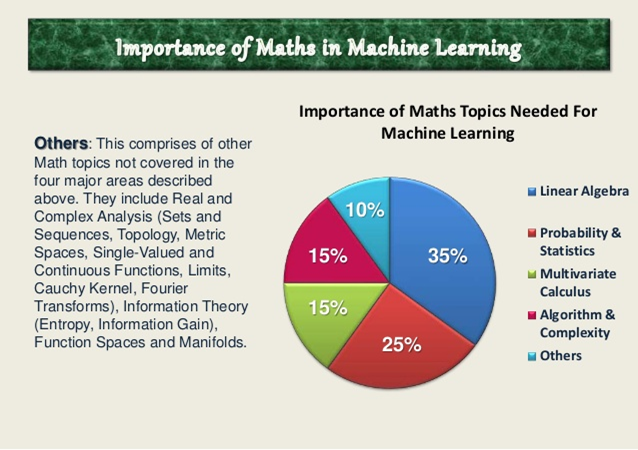 Importance of Maths in Machine Learning
Others: This comprises of other
Math topics not covered in the
four major areas described
above. They include Real and
Complex Analysis (Sets and
Sequences, Topology, Metric
Spaces, Single-Valued and
Continuous Functions, Limits,
Cauchy Kernel, Fourier
Transforms), Information Theory
(Entropy, Information Gain),
Function Spaces and Manifolds.
Importance of Maths Topics Needed For
Machine Learning
10%
35%
15%
15%
25%
Linear Algebra
Probability &
Statistics
Multivariate
Calculus
Algorithm &
Complexity
Others